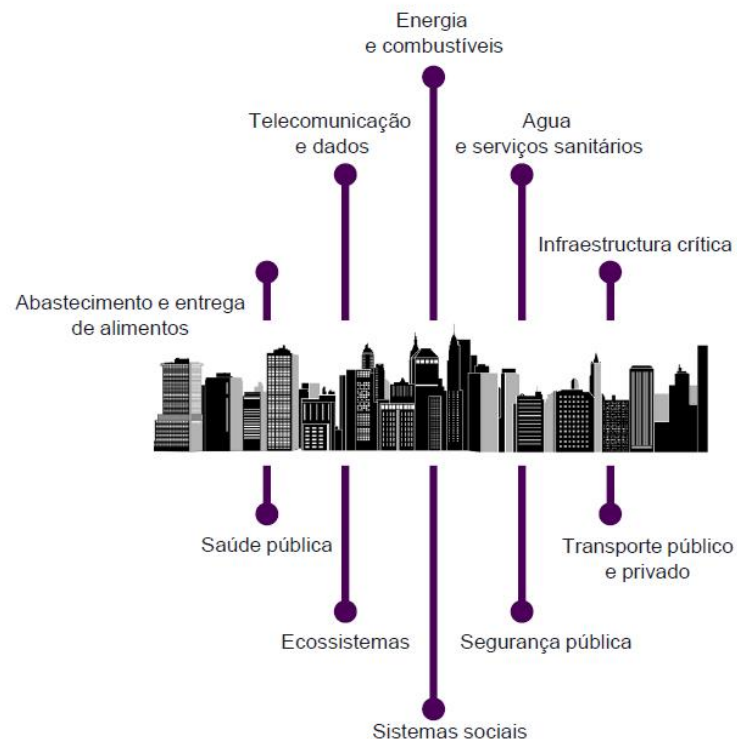 Energia
e combustíveis
Telecomunicação
e dados
Agua
e serviços sanitários
Infraestructura crítica
Abastecimento e entrega
de alimentos
Saúde pública
Transporte público
e privado
Ecossistemas
Segurança pública
Sistemas sociais